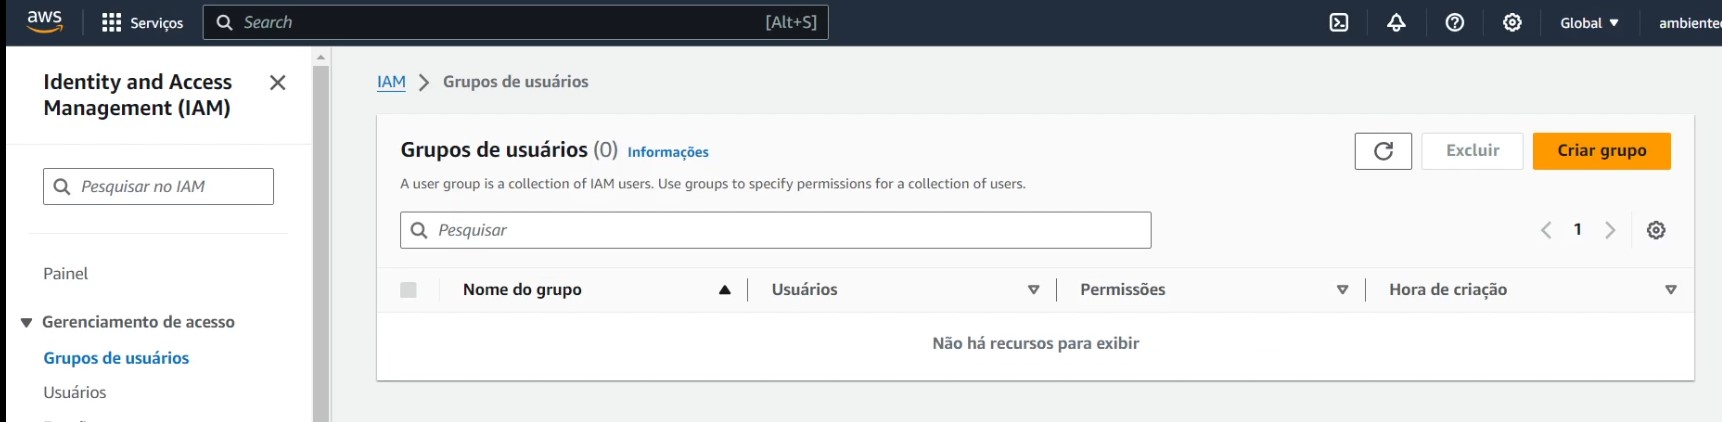 aws
Serviços
Search
[Alt+S]
Global
Identity and Access
Management (IAM)
Pesquisar no IAM
Painel
Gerenciamento de acesso
Grupos de usuários
Usuários
IAM
Grupos de usuários
Grupos de usuários (0) Informações
A user group is a collection of IAM users. Use groups to specify permissions for a collection of users.
Excluir
Criar grupo
Pesquisar
1
Nome do grupo
Usuários
Permissões
Hora de criação
Não há recursos para exibir